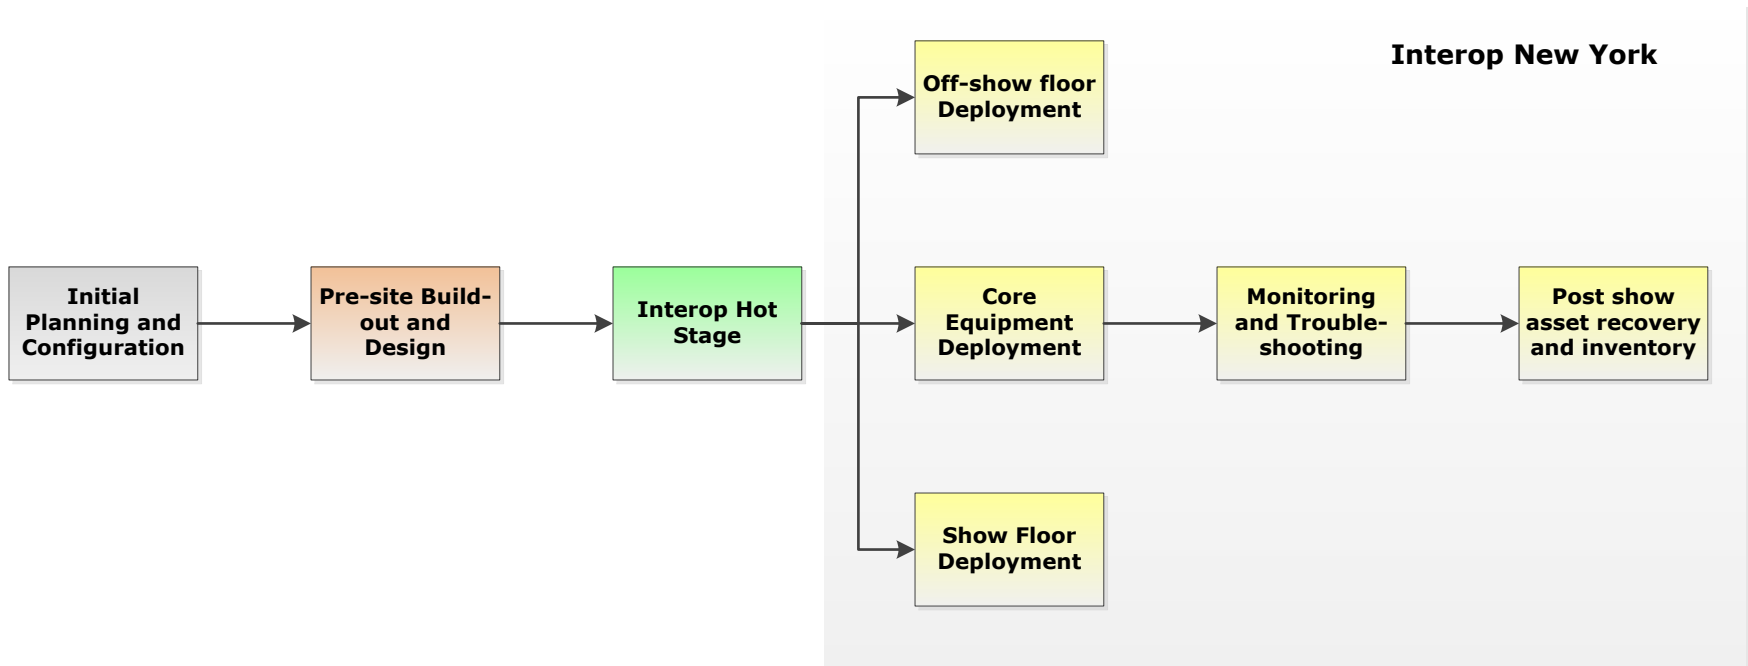 Interop New York
Off-show floor
Deployment
Initial
Planning and
Configuration
Pre-site Build-
out and
Design
Interop Hot
Stage
Core
Equipment
Deployment
Monitoring
and Trouble-
shooting
Post show
asset recovery
and inventory
Show Floor
Deployment